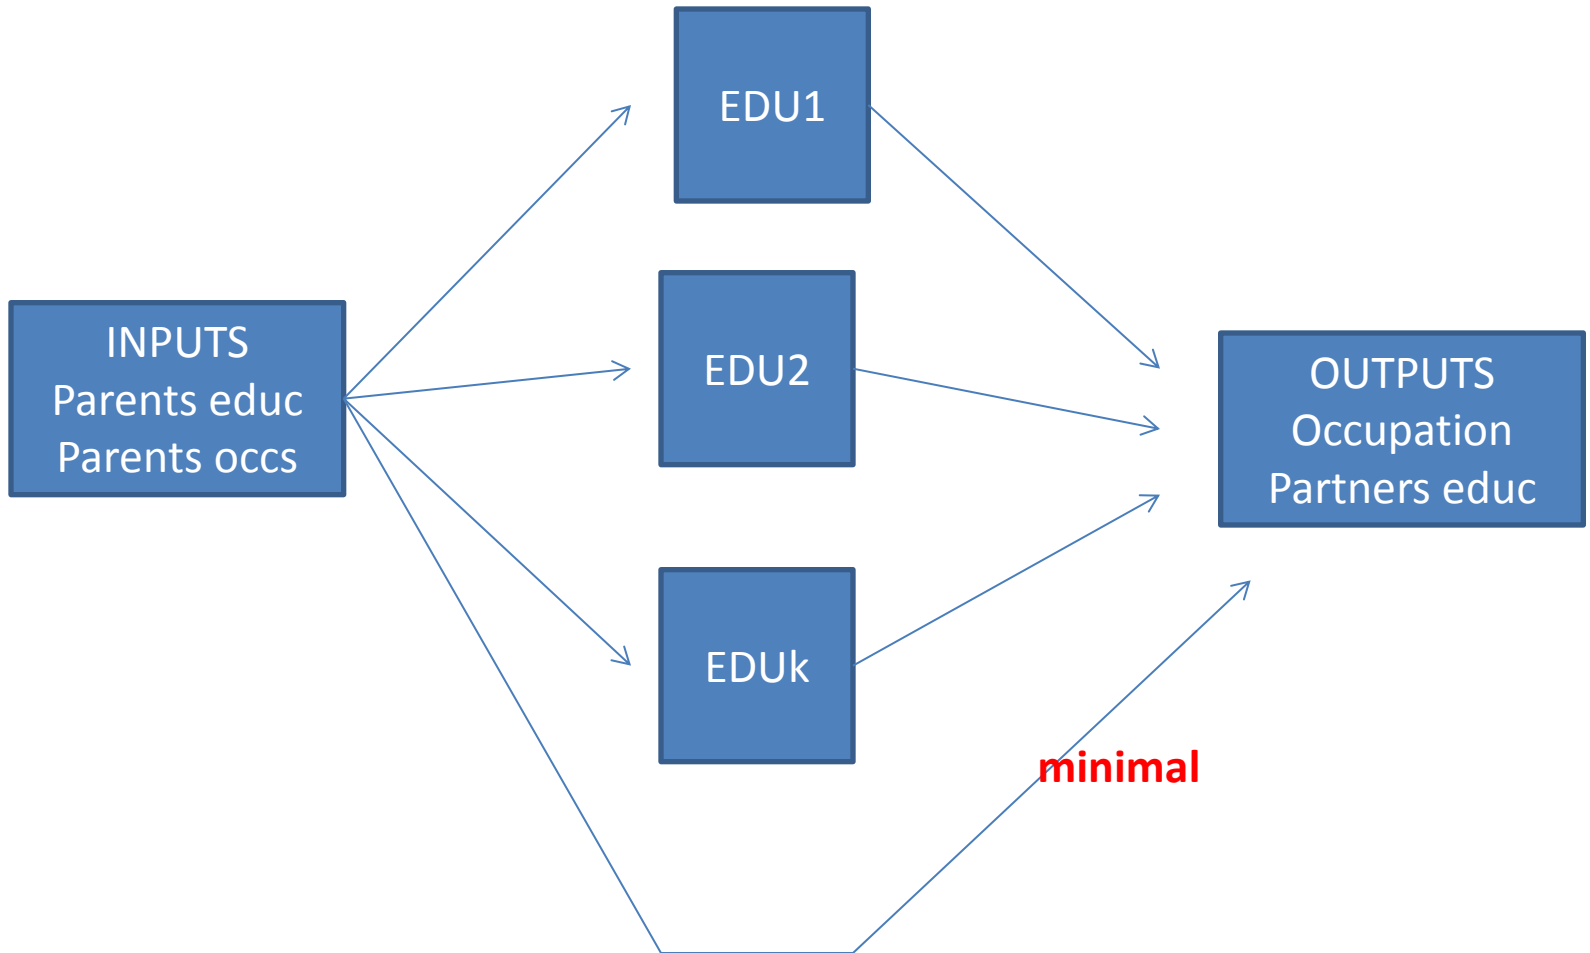 EDU1
INPUTS
Parents educ
Parents occs
EDU2
OUTPUTS
Occupation
Partners educ
EDUk
minimal